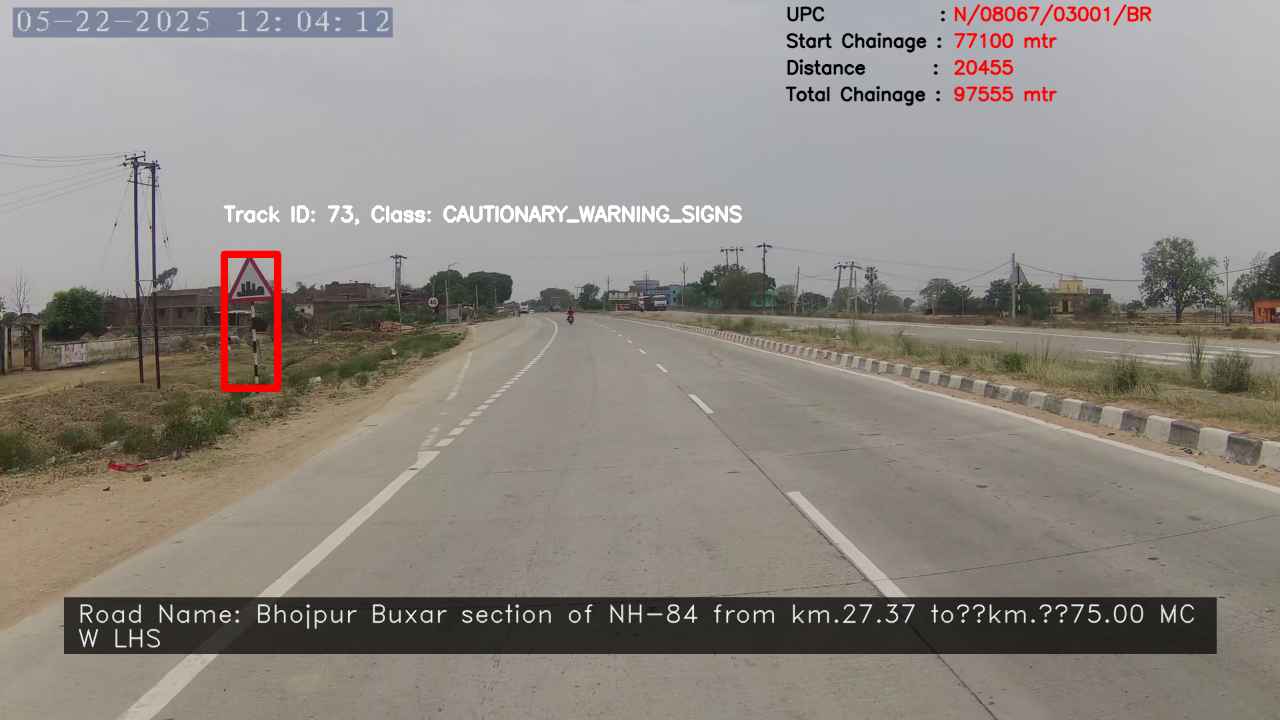 05-22-2025 12:04:12
UPC : N/08067/03001/BR
Start Chainage : 77100 mtr
Distance : 20455
Total Chainage : 97555 mtr
Track ID: 73, Class: CAUTIONARY_WARNING_SIGNS
Road Name: Bhojpur Buxar section of NH-84 from km.27.37 to??km.??75.00 MC
W LHS